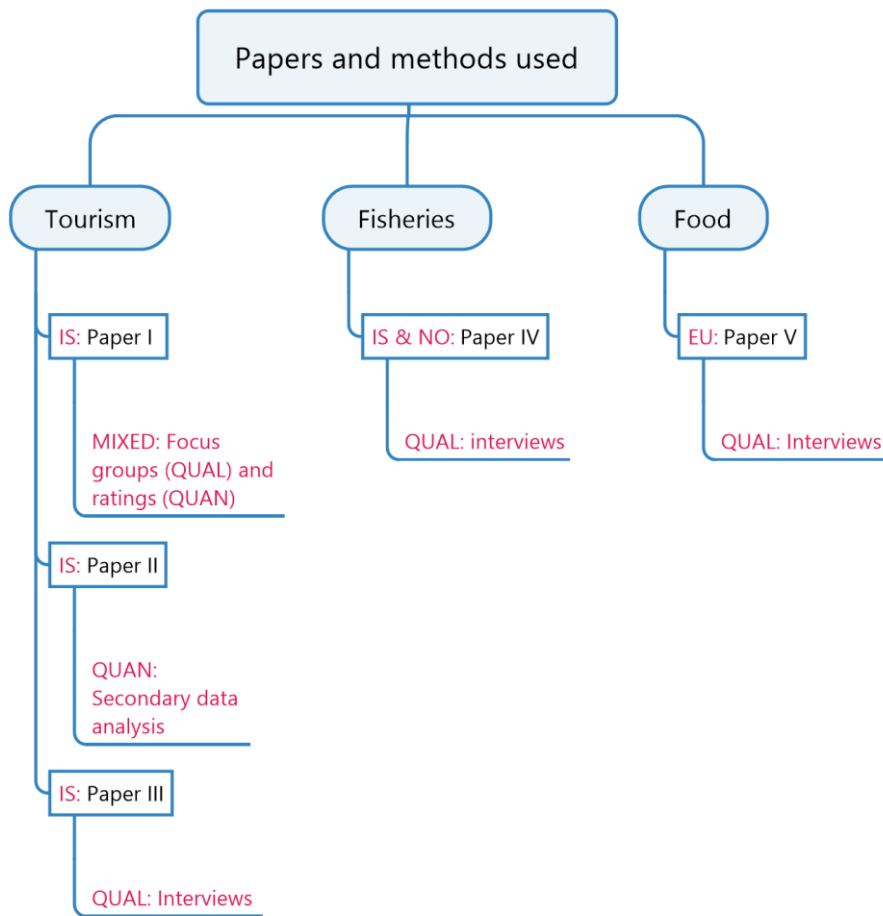 Papers and methods used
Tourism
Fisheries
Food
IS: Paper I
IS & NO: Paper IV
EU: Paper V
MIXED: Focus
groups (QUAL) and
ratings (QUAN)
QUAL: interviews
QUAL: Interviews
IS: Paper II
QUAN:
Secondary data
analysis
IS: Paper III
QUAL: Interviews